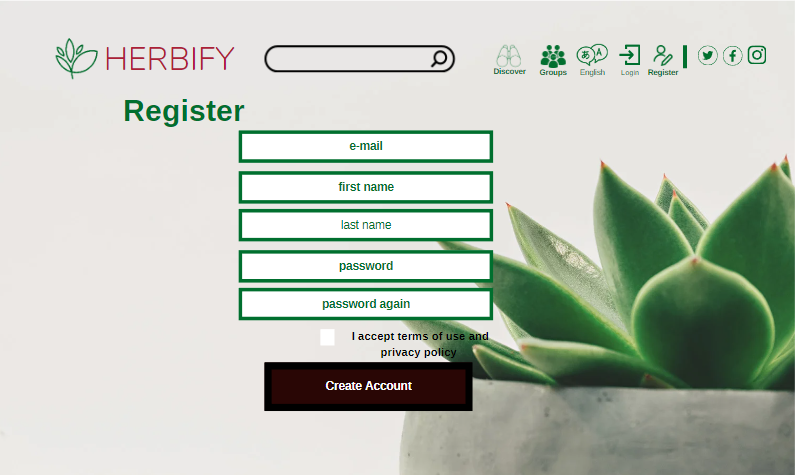 HERBIFY
Discover
Groups
あ A
English
Login
Register
Register
e-mail
first name
last name
password
password again
I accept terms of use and
privacy policy
Create Account